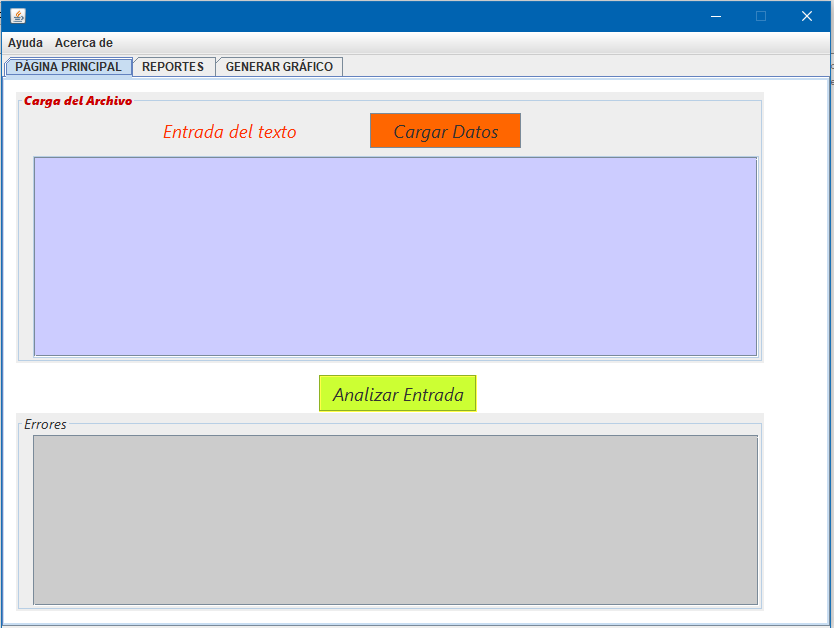 Ayuda Acerca de
PÁGINA PRINCIPAL REPORTES GENERAR GRÁFICO
Carga del Archivo
Entrada del texto Cargar Datos
Analizar Entrada
Errores